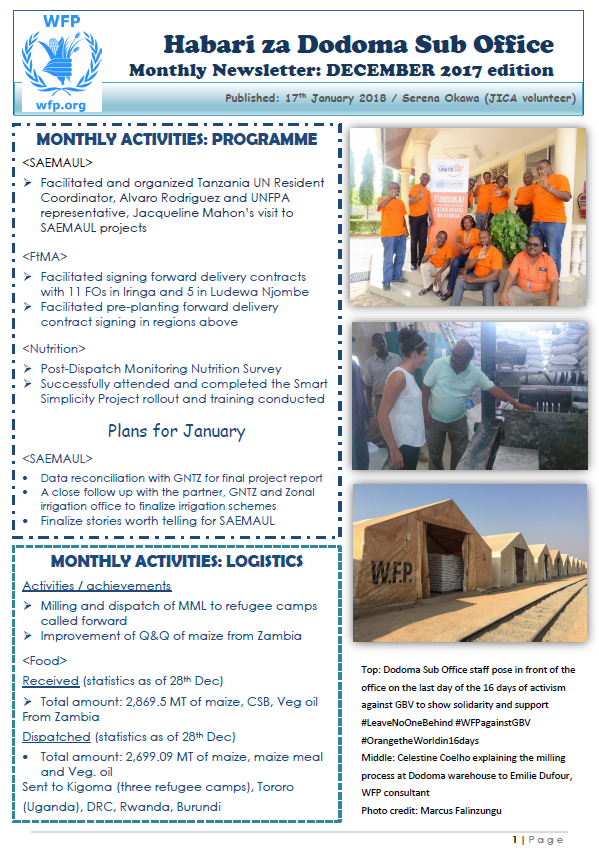 WFP
wfp.org
Habari za Dodoma Sub Office
Monthly Newsletter: DECEMBER 2017 edition
Published: 17th January 2018 / Serena Okawa (JICA volunteer)
MONTHLY ACTIVITIES: PROGRAMME
<SAEMAUL>
➢ Facilitated and organized Tanzania UN Resident
Coordinator, Alvaro Rodriguez and UNFPA
representative, Jacqueline Mahon's visit to
SAEMAUL projects
<FtMA>
➢ Facilitated signing forward delivery contracts
with 11 FOs in Iringa and 5 in Ludewa Njombe
➢ Facilitated pre-planting forward delivery
contract signing in regions above
<Nutrition>
➢ Post-Dispatch Monitoring Nutrition Survey
➢ Successfully attended and completed the Smart
Simplicity Project rollout and training conducted
Plans for January
<SAEMAUL>
• Data reconciliation with GNTZ for final project report
• A close follow up with the partner, GNTZ and Zonal
irrigation office to finalize irrigation schemes
• Finalize stories worth telling for SAEMAUL
MONTHLY ACTIVITIES: LOGISTICS
Activities / achievements
➢ Milling and dispatch of MML to refugee camps
called forward
➢ Improvement of Q&Q of maize from Zambia
<Food>
Received (statistics as of 28th Dec)
➢ Total amount: 2,869.5 MT of maize, CSB, Veg oil
From Zambia
Dispatched (statistics as of 28th Dec)
• Total amount: 2,699.09 MT of maize, maize meal
and Veg. oil
Sent to Kigoma (three refugee camps), Tororo
(Uganda), DRC, Rwanda, Burundi
UNiTE
FUNGUKA!
W.F.P.
Top: Dodoma Sub Office staff pose in front of the
office on the last day of the 16 days of activism
against GBV to show solidarity and support
#LeaveNoOneBehind #WFPagainstGBV
#OrangetheWorldin16days
Middle: Celestine Coelho explaining the milling
process at Dodoma warehouse to Emilie Dufour,
WFP consultant
Photo credit: Marcus Falinzungu
1 | Page